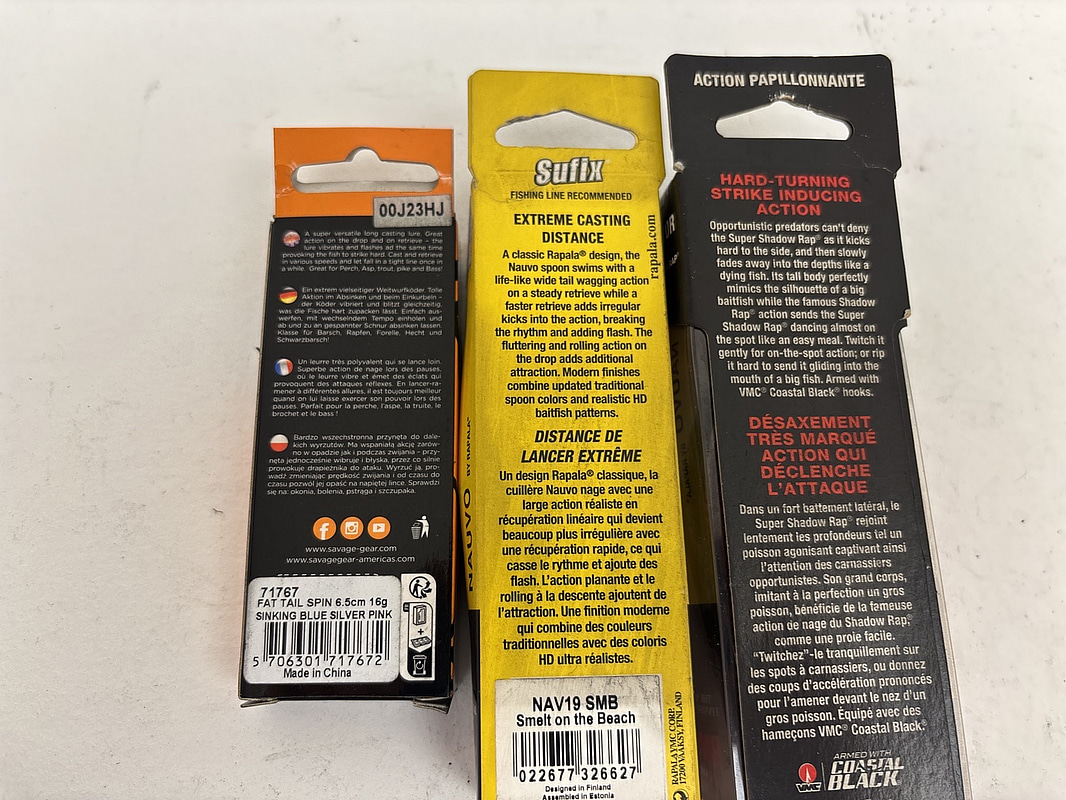 00J23HJ
A super versatile long casting lure. Great
action on the drop and on retrieve – the
lure vibrates and flashes ad the same time
provoking the fish to strike hard. Cast and retrieve
in various speeds and let fall in a tight line once in
a while. Great for Perch, Asp, trout, pike and Bass!
Ein extrem vielseitiger Weitwurfköder. Tolle
Aktion im Absinken und beim Einkurbeln -
der Köder vibriert und blitzt gleichzeitig,
was die Fische hart zupacken lässt. Einfach aus-
werfen, mit wechselndem Tempo einholen und
ab und zu an gespannter Schnur absinken lassen.
Klasse für Barsch, Rapfen, Forelle, Hecht und
Schwarzbarsch!
Un leurre très polyvalent qui se lance loin.
Superbe action de nage lors des pauses,
où le leurre vibre et émet des éclats qui
provoquent des attaques réflexes. En lancer-ra-
mener à différentes allures, il est toujours meilleur
quand on lui laisse exercer son pouvoir lors des
pauses. Parfait pour la perche, l'aspe, la truite, le
brochet et le bass !
Bardzo wszechstronna przynęta do dale-
kich wyrzutów. Ma wspaniałą akcję zarów-
no w opadzie jak i podczas zwijania - przy-
nęta jednocześnie wibruje i błyska, przez co silnie
prowokuje drapieżnika do ataku. Wyrzuć ją, pro-
wadź zmieniając prędkość zwijania i od czasu do
czasu pozwól jej opaść na napiętej lince. Sprawdzi
się na: okonia, bolenia, pstrąga i szczupaka.
www.savage-gear.com
www.savagegear-americas.com
71767
FAT TAIL SPIN 6.5cm 16g
SINKING BLUE SILVER PINK
5 706301 717672
Made in China
Sufix
FISHING LINE RECOMMENDED
EXTREME CASTING
DISTANCE
A classic Rapala® design, the
Nauvo spoon swims with a
life-like wide tail wagging action
on a steady retrieve while a
faster retrieve adds irregular
kicks into the action, breaking
the rhythm and adding flash. The
fluttering and rolling action on
the drop adds additional
attraction. Modern finishes
combine updated traditional
spoon colors and realistic HD
baitfish patterns.
rapala.com
DISTANCE DE
LANCER EXTRÊME
Un design Rapala® classique, la
cuillère Nauvo nage avec une
large action réaliste en
récupération linéaire qui devient
beaucoup plus irrégulière avec
une récupération rapide, ce qui
casse le rythme et ajoute des
flash. L'action planante et le
rolling à la descente ajoutent de
l'attraction. Une finition moderne
qui combine des couleurs
traditionnelles avec des coloris
HD ultra réalistes.
NAUVO BY RAPALA®
NAV19 SMB
Smelt on the Beach
022677 326627
Designed in Finland
Assembled in Estonia
RAPALA VMC CORP.
17200 VÄÄKSY, FINLAND
ACTION PAPILLONNANTE
HARD-TURNING
STRIKE INDUCING
ACTION
Opportunistic predators can't deny
the Super Shadow Rap® as it kicks
hard to the side, and then slowly
fades away into the depths like a
dying fish. Its tall body perfectly
mimics the silhouette of a big
baitfish while the famous Shadow
Rap® action sends the Super
Shadow Rap® dancing almost on
the spot like an easy meal. Twitch it
gently for on-the-spot action; or rip
it hard to send it gliding into the
mouth of a big fish. Armed with
VMC® Coastal Black® hooks.
DÉSAXEMENT
TRÈS MARQUÉ
ACTION QUI
DÉCLENCHE
L'ATTAQUE
Dans un fort battement latéral, le
Super Shadow Rap® rejoint
lentement les profondeurs tel un
poisson agonisant captivant ainsi
l'attention des carnassiers
opportunistes. Son grand corps,
imitant à la perfection un gros
poisson, bénéficie de la fameuse
action de nage du Shadow Rap®,
comme une proie facile.
"Twitchez"-le tranquillement sur
les spots à carnassiers, ou donnez
des coups d'accélération prononcés
pour l'amener devant le nez d'un
gros poisson. Équipé avec des
hameçons VMC® Coastal Black®
VMC
ARMED WITH
COASTAL
BLACK